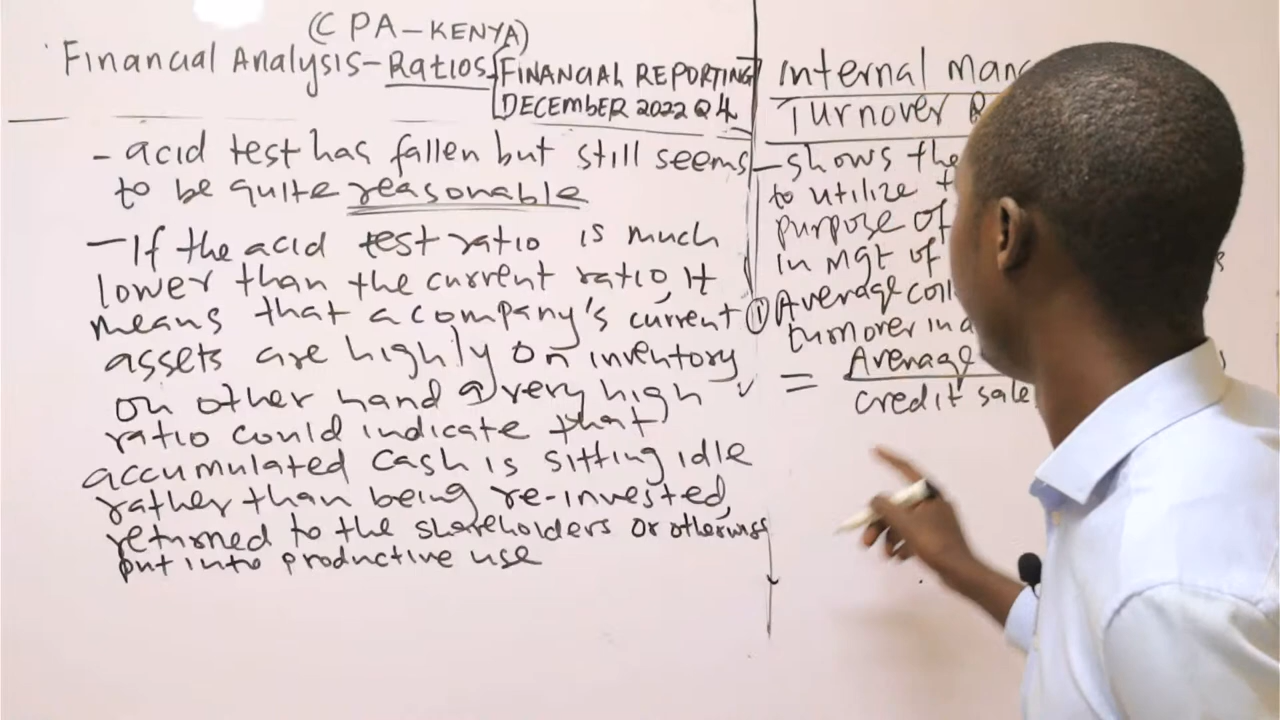 (CPA-KENYA)
Financial Analysis-Ratios
FINANCIAL REPORTING
DECEMBER 2022 Q4
- acid test has fallen but still seems
to be quite reasonable
- If the acid test ratio is much
lower than the current ratio, It
means that a company's current
assets are highly on inventory
on other hand a very high
ratio could indicate that
accumulated cash is sitting idle
rather than being re-invested,
returned to the shareholders or otherwise
put into productive use
Internal
Turnover
- shows the
to utilize
purpose of
in mgt of
① Average
turnover in
= Average
credit sale